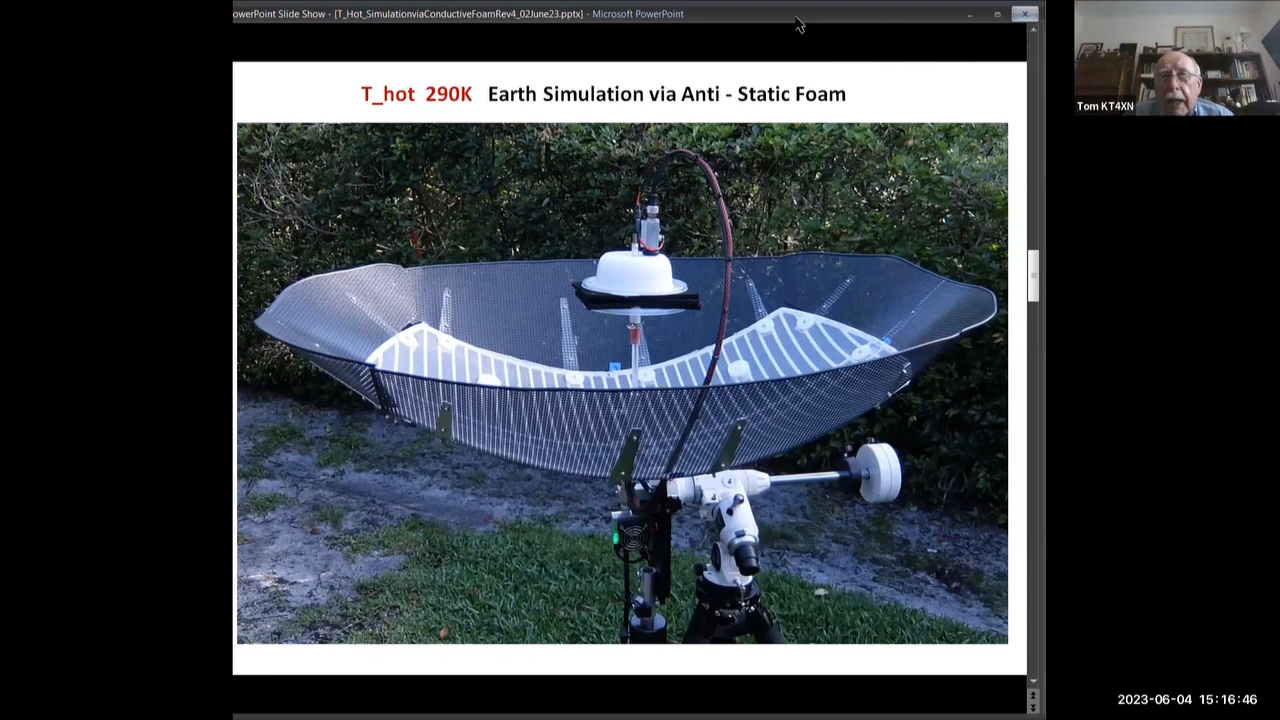 owerPoint Slide Show - [T_Hot_SimulationviaConductiveFoamRev4_02June23.pptx] - Microsoft PowerPoint
T_hot 290K Earth Simulation via Anti - Static Foam
Tom KT4XN
2023-06-04 15:16:46